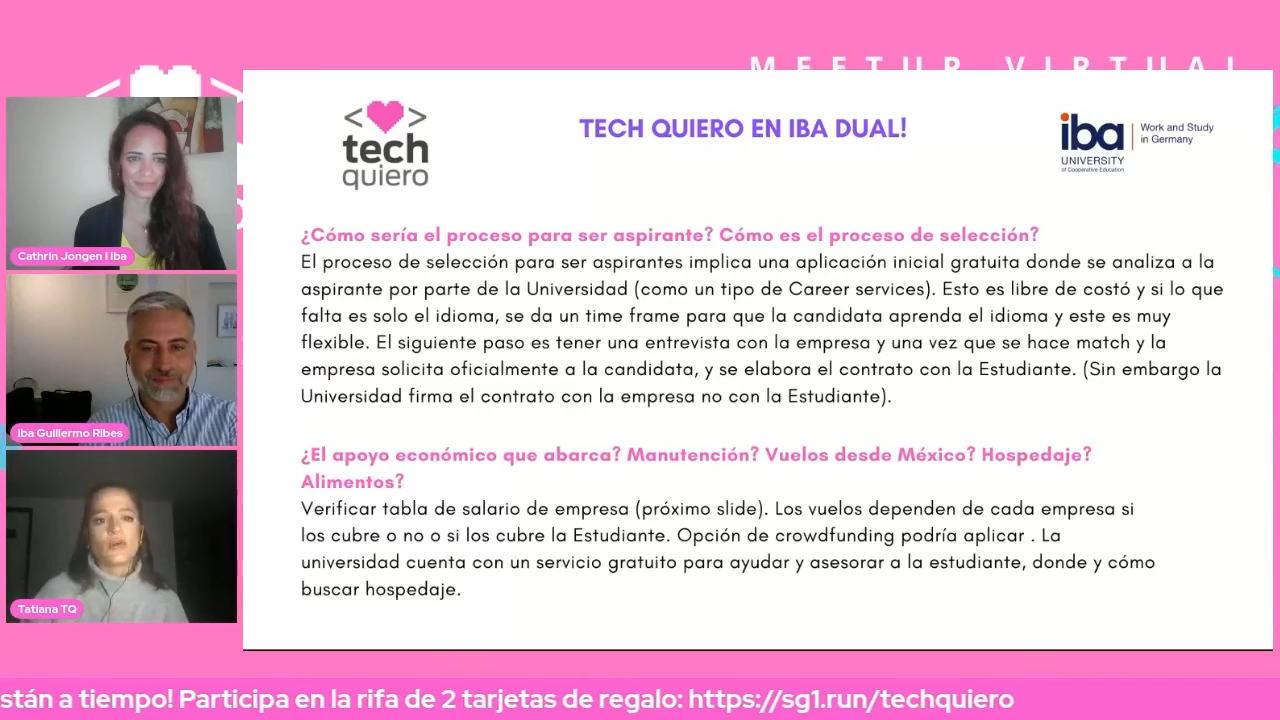 MEETUP VIRTUAL
< >
tech
quiero
TECH QUIERO EN IBA DUAL!
iba
UNIVERSITY
of Cooperative Education
Work and Study
in Germany
¿Cómo sería el proceso para ser aspirante? Cómo es el proceso de selección?
El proceso de selección para ser aspirantes implica una aplicación inicial gratuita donde se analiza a la
aspirante por parte de la Universidad (como un tipo de Career services). Esto es libre de costó y si lo que
falta es solo el idioma, se da un time frame para que la candidata aprenda el idioma y este es muy
flexible. El siguiente paso es tener una entrevista con la empresa y una vez que se hace match y la
empresa solicita oficialmente a la candidata, y se elabora el contrato con la Estudiante. (Sin embargo la
Universidad firma el contrato con la empresa no con la Estudiante).
¿El apoyo económico que abarca? Manutención? Vuelos desde México? Hospedaje?
Alimentos?
Verificar tabla de salario de empresa (próximo slide). Los vuelos dependen de cada empresa si
los cubre o no o si los cubre la Estudiante. Opción de crowdfunding podría aplicar . La
universidad cuenta con un servicio gratuito para ayudar y asesorar a la estudiante, donde y cómo
buscar hospedaje.
Cathrin Jongen I iba
iba Guillermo Ribes
Tatiana TQ
stán a tiempo! Participa en la rifa de 2 tarjetas de regalo: https://sg1.run/techquiero